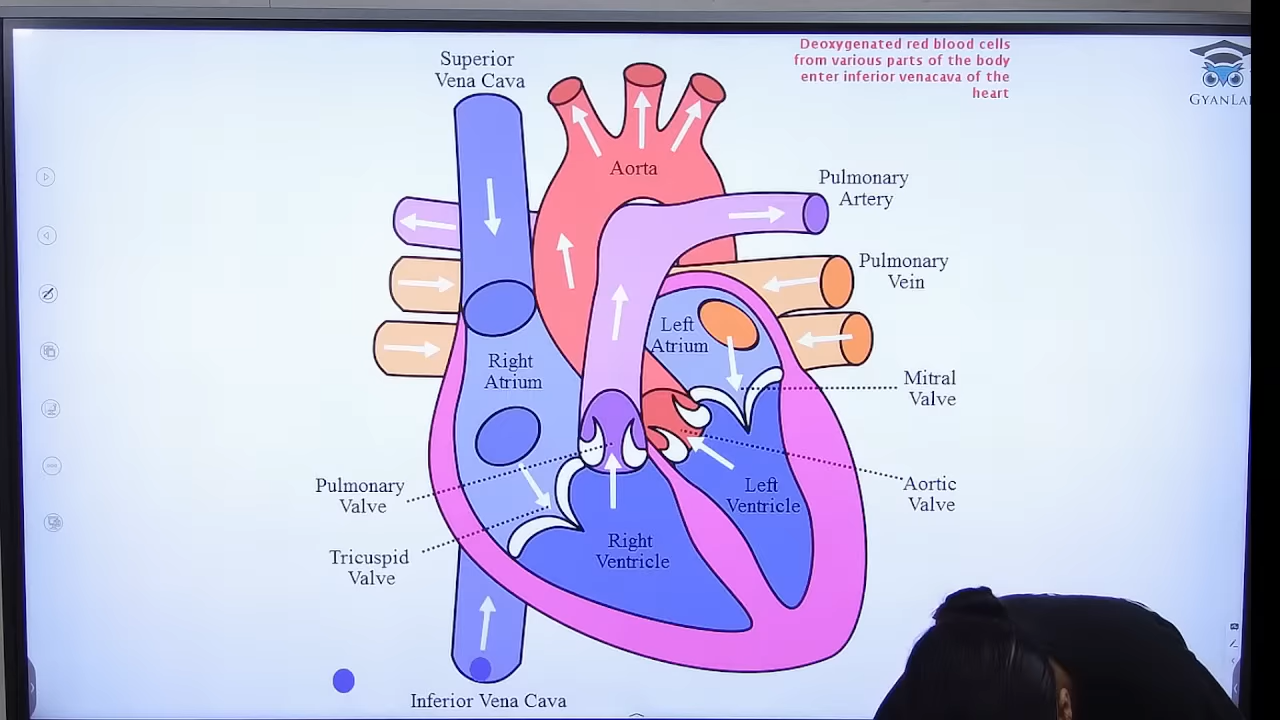 Superior
Vena Cava
Deoxygenated red blood cells
from various parts of the body
enter inferior venacava of the
heart
Aorta
Pulmonary
Artery
Pulmonary
Vein
Left
Atrium
Right
Atrium
Mitral
Valve
Pulmonary
Valve
Left
Ventricle
Aortic
Valve
Right
Ventricle
Tricuspid
Valve
Inferior Vena Cava